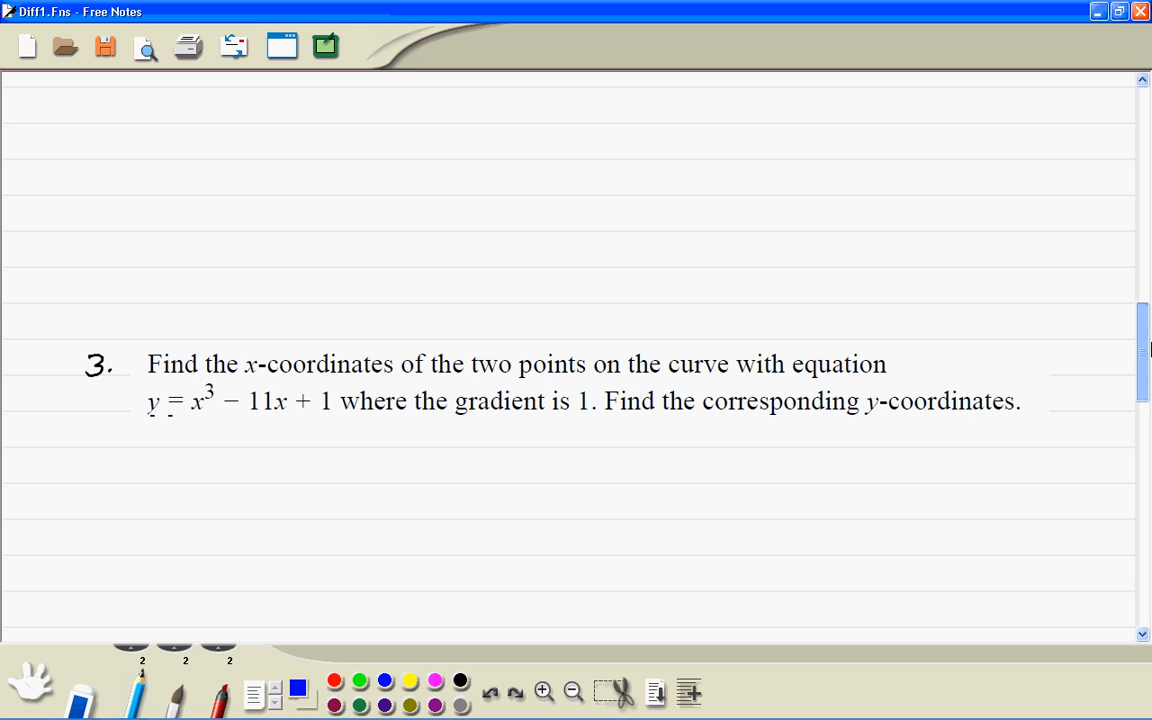 Diff1.Fns - Free Notes
3. Find the x-coordinates of the two points on the curve with equation
y = x³ − 11x + 1 where the gradient is 1. Find the corresponding y-coordinates.
2 2 2